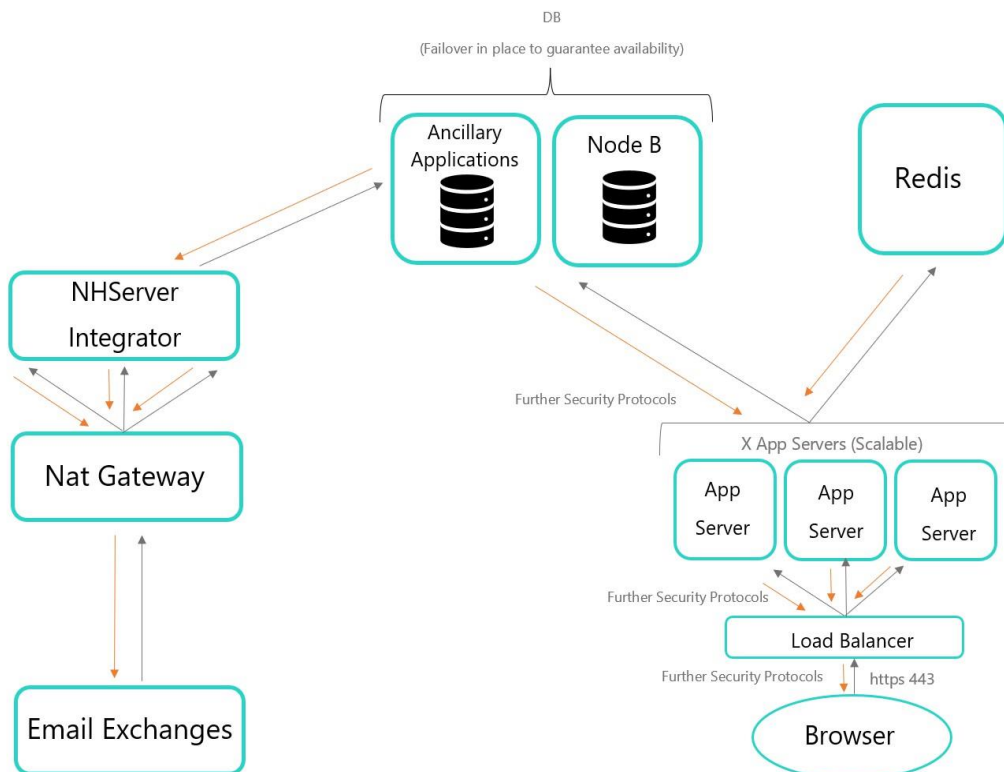 DB
(Failover in place to guarantee availability)
Ancillary
Applications
Node B
Redis
NHServer
Integrator
Further Security Protocols
X App Servers (Scalable)
Nat Gateway
App
Server
App
Server
App
Server
Further Security Protocols
Load Balancer
Further Security Protocols
https 443
Email Exchanges
Browser